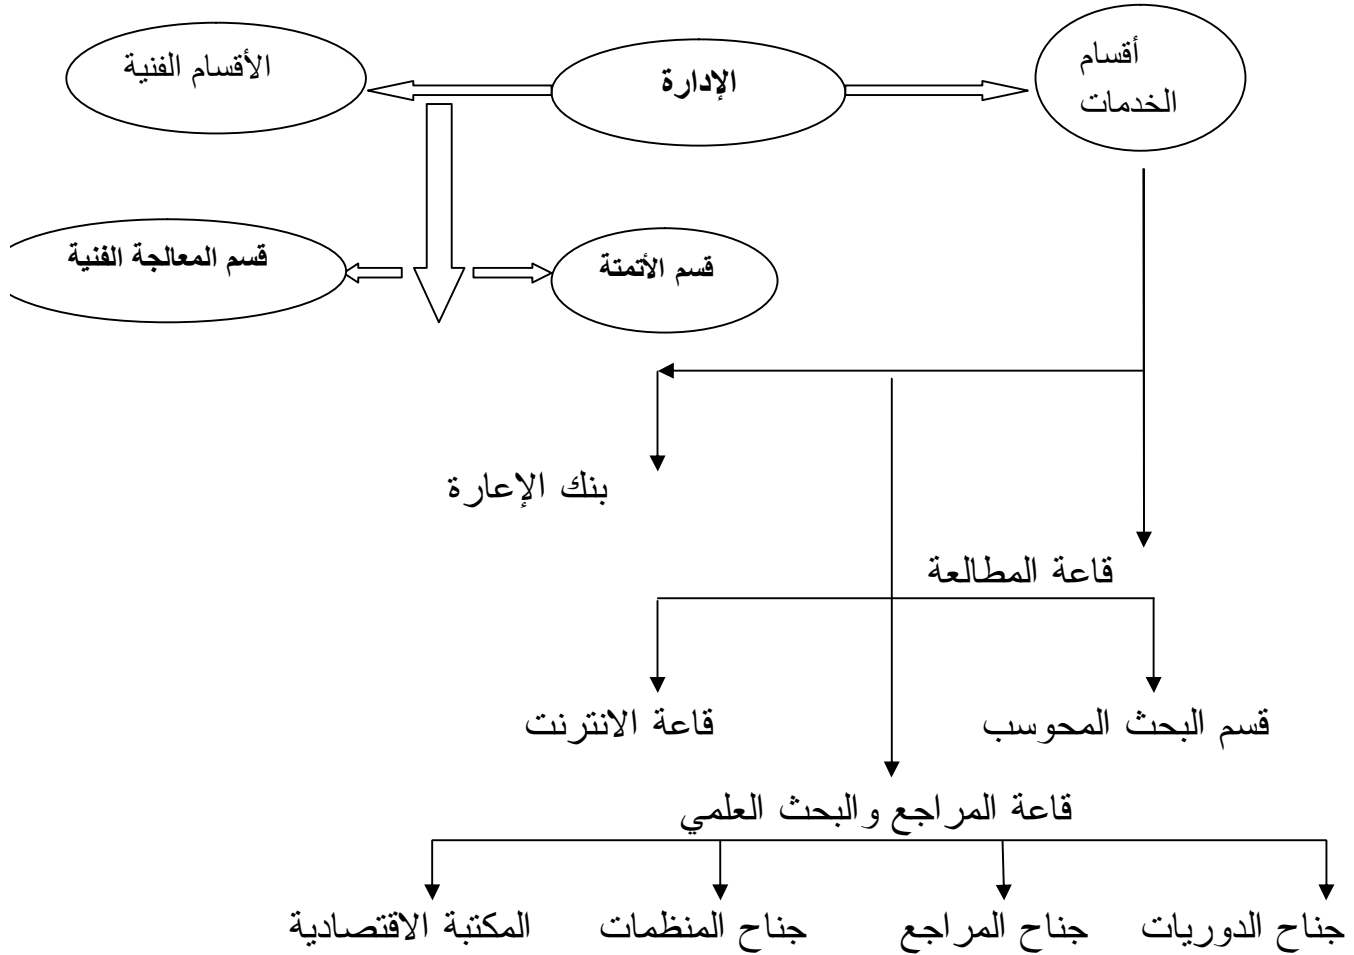 أقسام
الخدمات
الإدارة
الأقسام الفنية
قسم الأتمتة
قسم المعالجة الفنية
بنك الإعارة
قاعة المطالعة
قسم البحث المحوسب
قاعة الانترنت
قاعة المراجع والبحث العلمي
جناح الدوريات
جناح المراجع
جناح المنظمات
المكتبة الاقتصادية